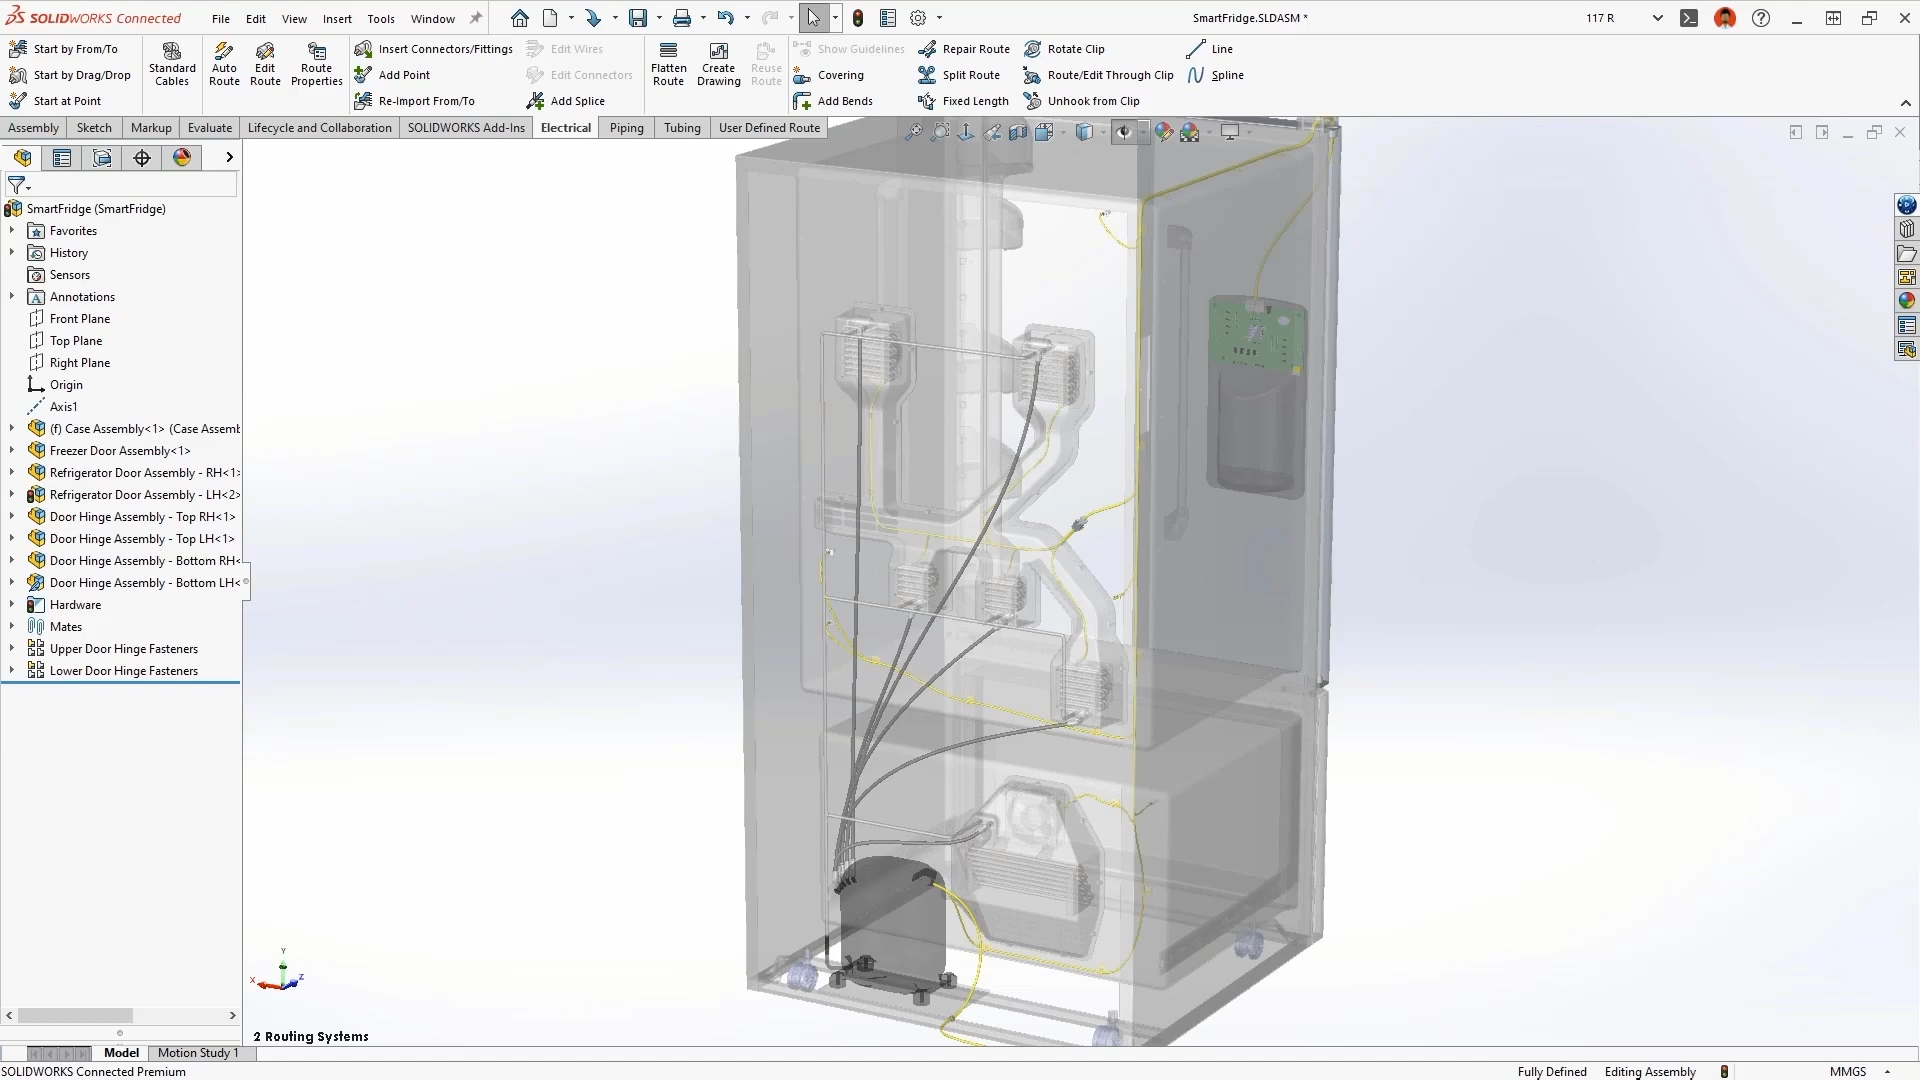 SOLIDWORKS Connected
File Edit View Insert Tools Window
SmartFridge.SLDASM *
117 R
Start by From/To
Start by Drag/Drop
Start at Point
Standard Cables
Auto Route
Edit Route
Route Properties
Insert Connectors/Fittings
Add Point
Re-Import From/To
Edit Wires
Edit Connectors
Add Splice
Flatten Route
Create Drawing
Reuse Route
Show Guidelines
Covering
Add Bends
Repair Route
Split Route
Fixed Length
Rotate Clip
Route/Edit Through Clip
Unhook from Clip
Line
Spline
Assembly Sketch Markup Evaluate Lifecycle and Collaboration SOLIDWORKS Add-Ins Electrical Piping Tubing User Defined Route
SmartFridge (SmartFridge)
Favorites
History
Sensors
Annotations
Front Plane
Top Plane
Right Plane
Origin
Axis1
(f) Case Assembly<1> (Case Assemb
Freezer Door Assembly<1>
Refrigerator Door Assembly - RH<1>
Refrigerator Door Assembly - LH<2>
Door Hinge Assembly - Top RH<1>
Door Hinge Assembly - Top LH<1>
Door Hinge Assembly - Bottom RH<
Door Hinge Assembly - Bottom LH<
Hardware
Mates
Upper Door Hinge Fasteners
Lower Door Hinge Fasteners
Y
X
Z
2 Routing Systems
Model Motion Study 1
SOLIDWORKS Connected Premium
Fully Defined Editing Assembly MMGS